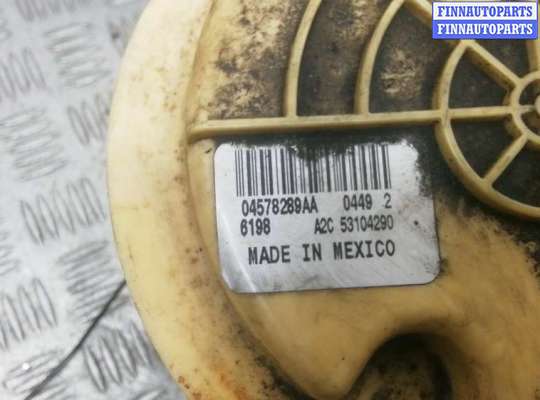 FINNAUTOPARTS
FINNAUTOPARTS
04578289AA 0449 2
6198 A2C 53104290
MADE IN MEXICO